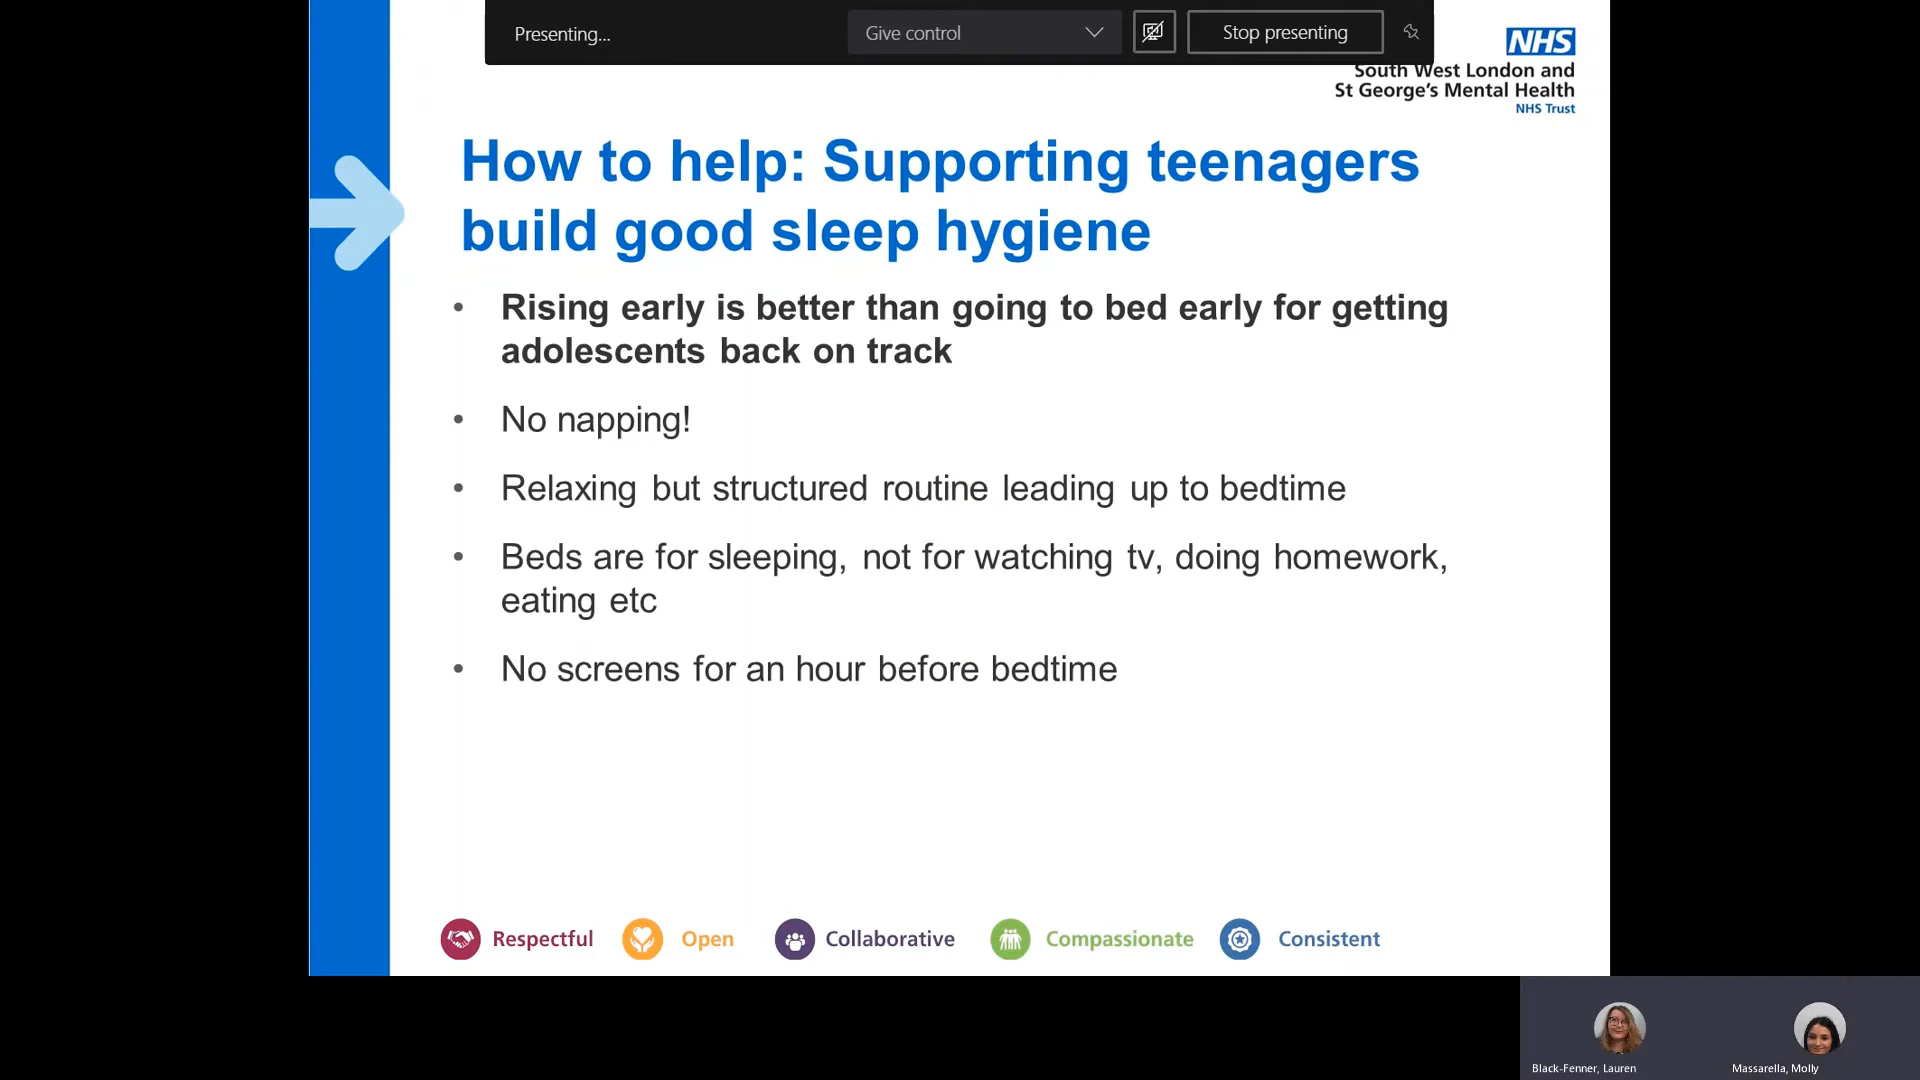 Presenting...
Give control
Stop presenting
NHS
South West London and
St George's Mental Health
NHS Trust
How to help: Supporting teenagers
build good sleep hygiene
• Rising early is better than going to bed early for getting
adolescents back on track
• No napping!
• Relaxing but structured routine leading up to bedtime
• Beds are for sleeping, not for watching tv, doing homework,
eating etc
• No screens for an hour before bedtime
Respectful Open Collaborative Compassionate Consistent
Black-Fenner, Lauren
Massarella, Molly